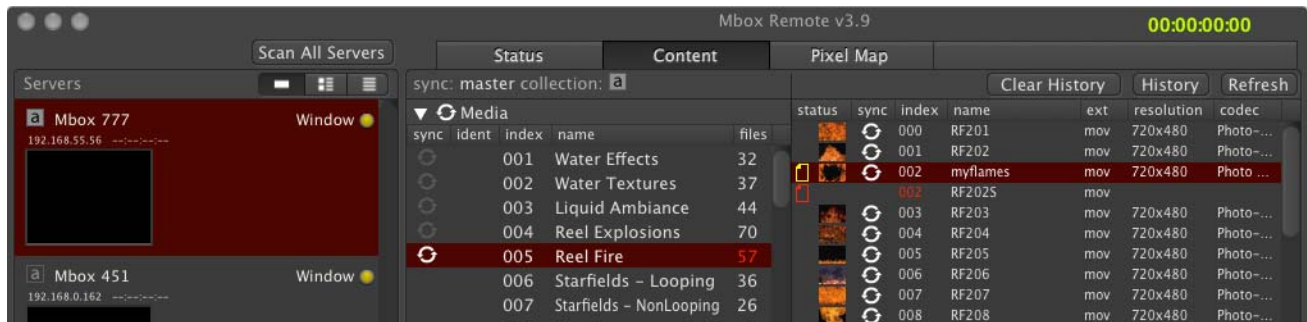 Mbox Remote v3.9
00:00:00:00
Scan All Servers
Status Content Pixel Map
Servers
a Mbox 777 Window
192.168.55.56 --:--:--:--
a Mbox 451 Window
192.168.0.162 --:--:--:--
sync: master collection: a
Media
sync ident index name files
001 Water Effects 32
002 Water Textures 37
003 Liquid Ambiance 44
004 Reel Explosions 70
005 Reel Fire 57
006 Starfields – Looping 36
007 Starfields – NonLooping 26
Clear History History Refresh
status sync index name ext resolution codec
000 RF201 mov 720x480 Photo-...
001 RF202 mov 720x480 Photo-...
002 myflames mov 720x480 Photo ...
002 RF202S mov
003 RF203 mov 720x480 Photo-...
004 RF204 mov 720x480 Photo-...
005 RF205 mov 720x480 Photo-...
006 RF206 mov 720x480 Photo-...
007 RF207 mov 720x480 Photo-...
008 RF208 mov 720x480 Photo-...